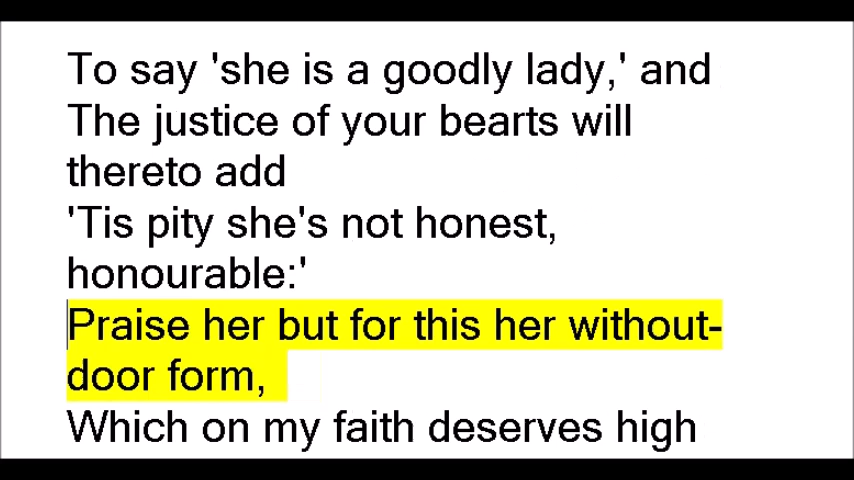 To say 'she is a goodly lady,' and
The justice of your bearts will
thereto add
'Tis pity she's not honest,
honourable:'
Praise her but for this her without-
door form,
Which on my faith deserves high